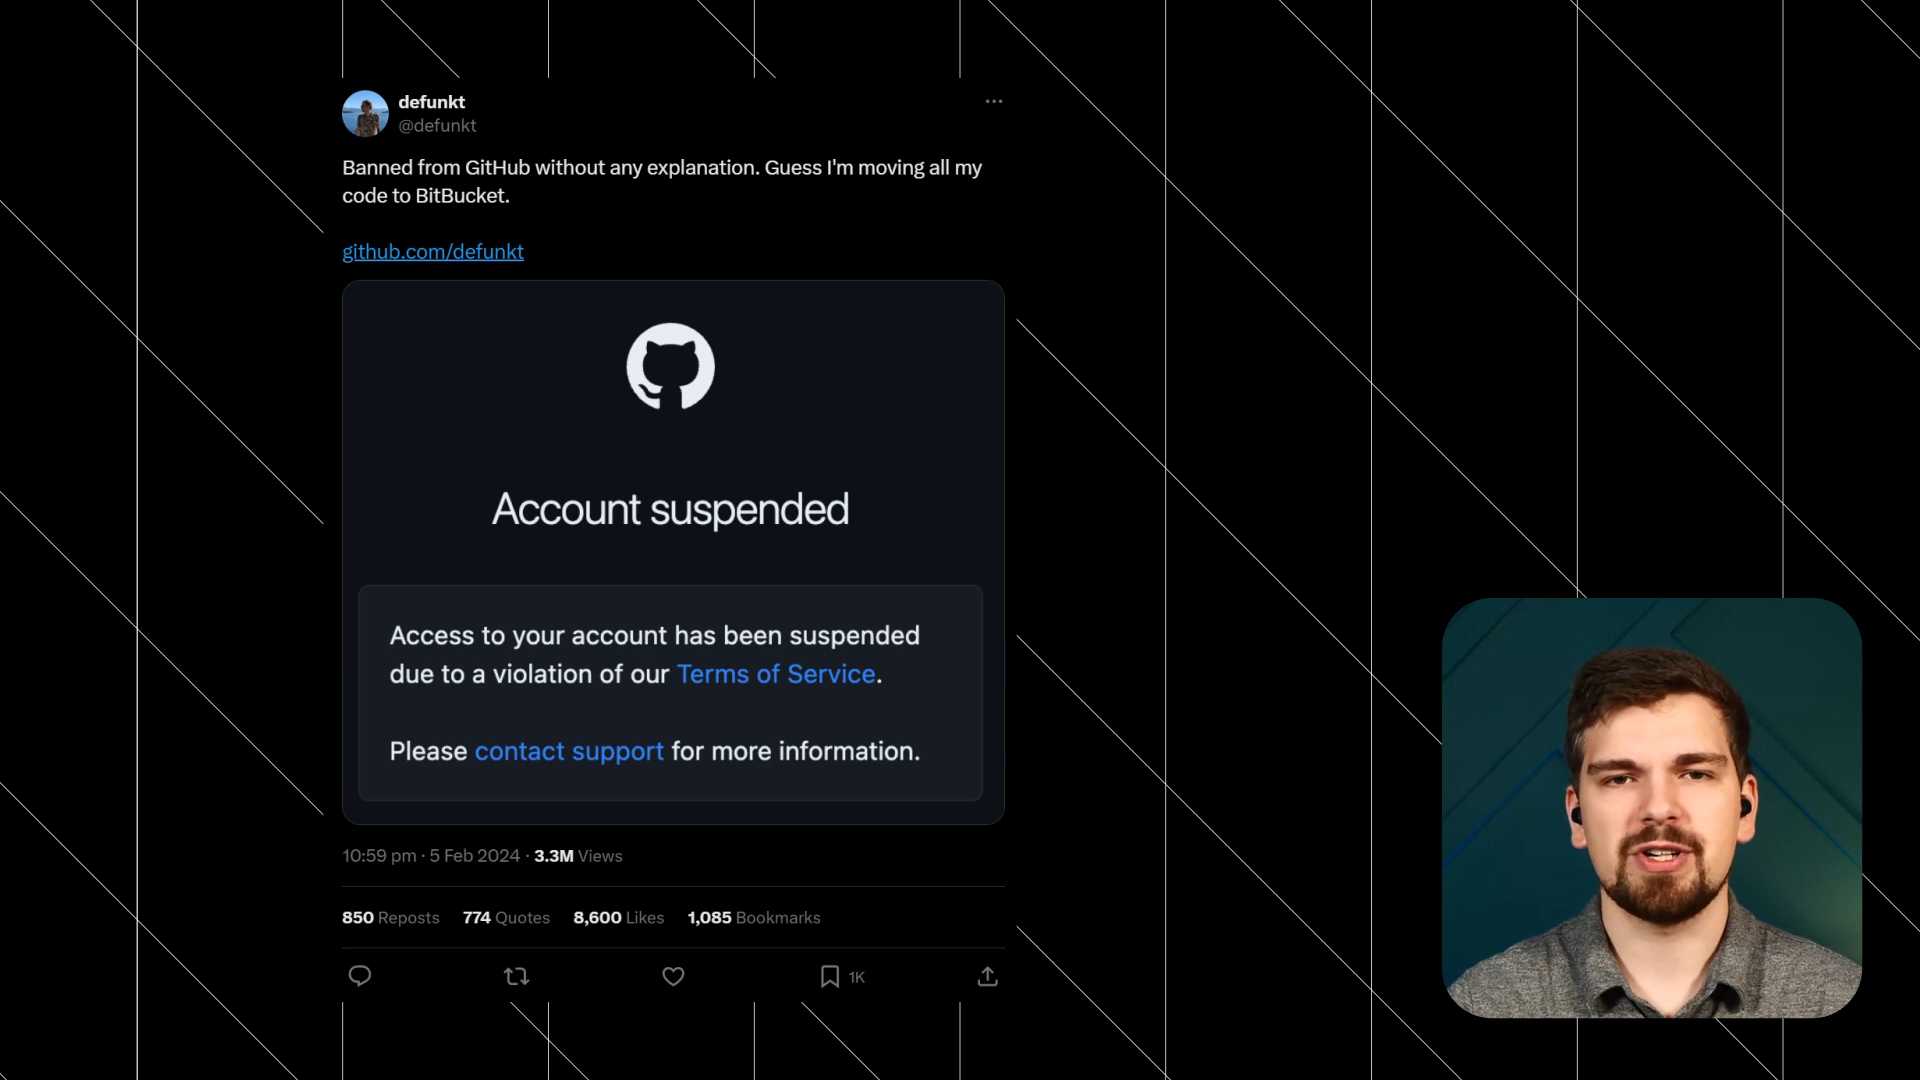 defunkt
@defunkt
Banned from GitHub without any explanation. Guess I'm moving all my
code to BitBucket.
github.com/defunkt
Account suspended
Access to your account has been suspended
due to a violation of our Terms of Service.
Please contact support for more information.
10:59 pm · 5 Feb 2024 · 3.3M Views
850 Reposts 774 Quotes 8,600 Likes 1,085 Bookmarks
1K